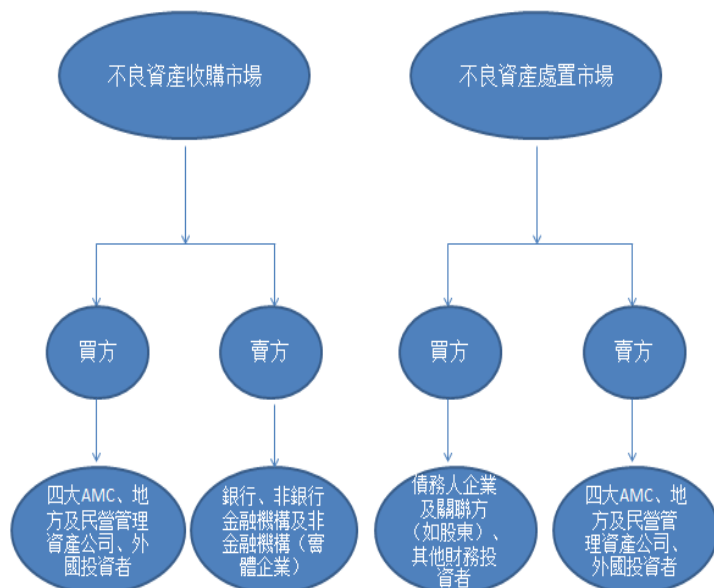 不良資產收購市場
不良資產處置市場
買方
賣方
買方
賣方
四大AMC、地
方及民營管理
資產公司、外
國投資者
銀行、非銀行
金融機構及非
金融機構（實
體企業）
債務人企業
及關聯方
（如股東）、
其他財務投
資者
四大AMC、地
方及民營管
理資產公司、
外國投資者